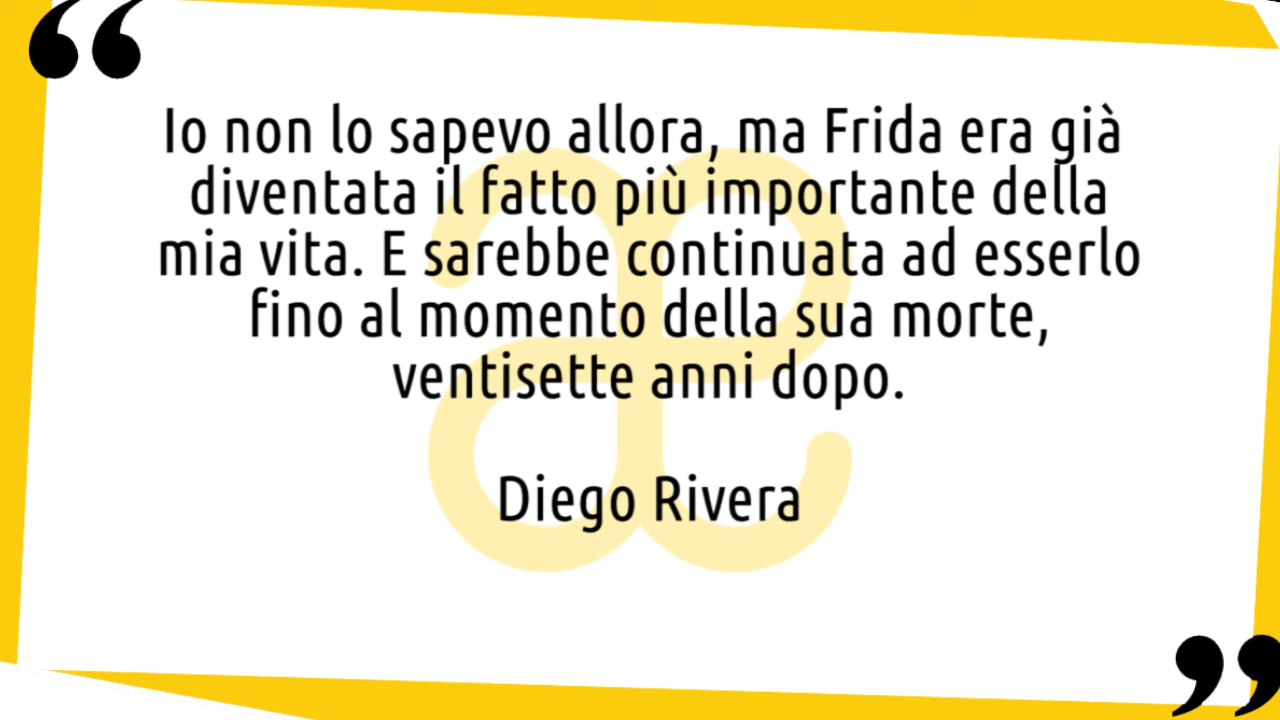 Io non lo sapevo allora, ma Frida era già
diventata il fatto più importante della
mia vita. E sarebbe continuata ad esserlo
fino al momento della sua morte,
ventisette anni dopo.
Diego Rivera